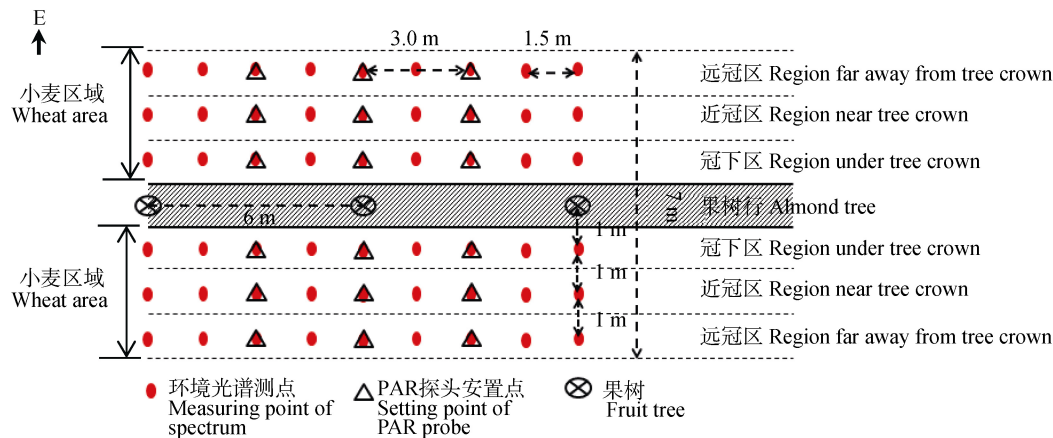 E
3.0 m
1.5 m
远冠区 Region far away from tree crown
小麦区域
Wheat area
近冠区 Region near tree crown
冠下区 Region under tree crown
6 m
7 m
果树行 Almond tree
1 m
冠下区 Region under tree crown
小麦区域
Wheat area
1 m
近冠区 Region near tree crown
1 m
远冠区 Region far away from tree crown
环境光谱测点
Measuring point of
spectrum
PAR探头安置点
Setting point of
PAR probe
果树
Fruit tree